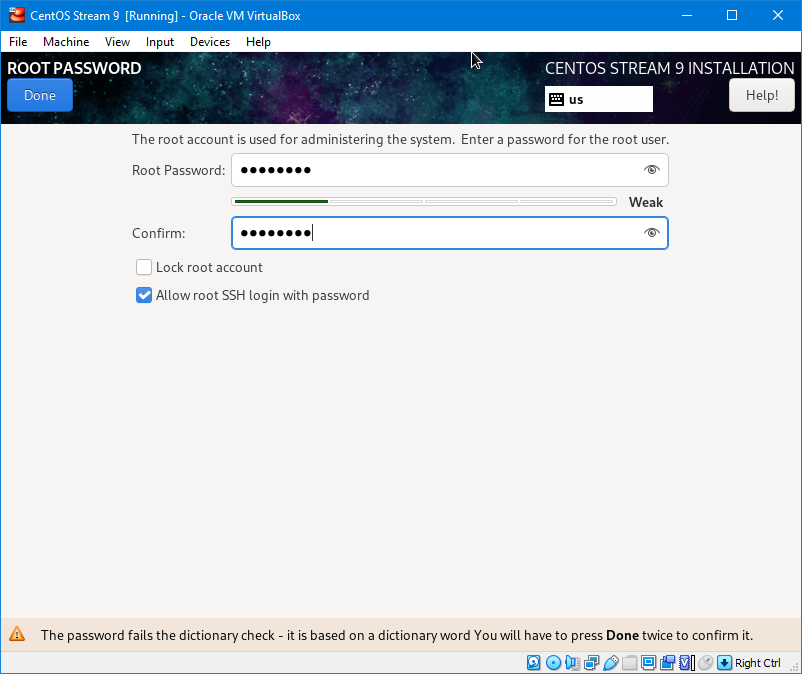 CentOS Stream 9 [Running] - Oracle VM VirtualBox
File Machine View Input Devices Help
ROOT PASSWORD
CENTOS STREAM 9 INSTALLATION
Done
us
Help!
The root account is used for administering the system. Enter a password for the root user.
Root Password: ●●●●●●●●
Weak
Confirm: ●●●●●●●●
Lock root account
Allow root SSH login with password
The password fails the dictionary check - it is based on a dictionary word You will have to press Done twice to confirm it.
Right Ctrl